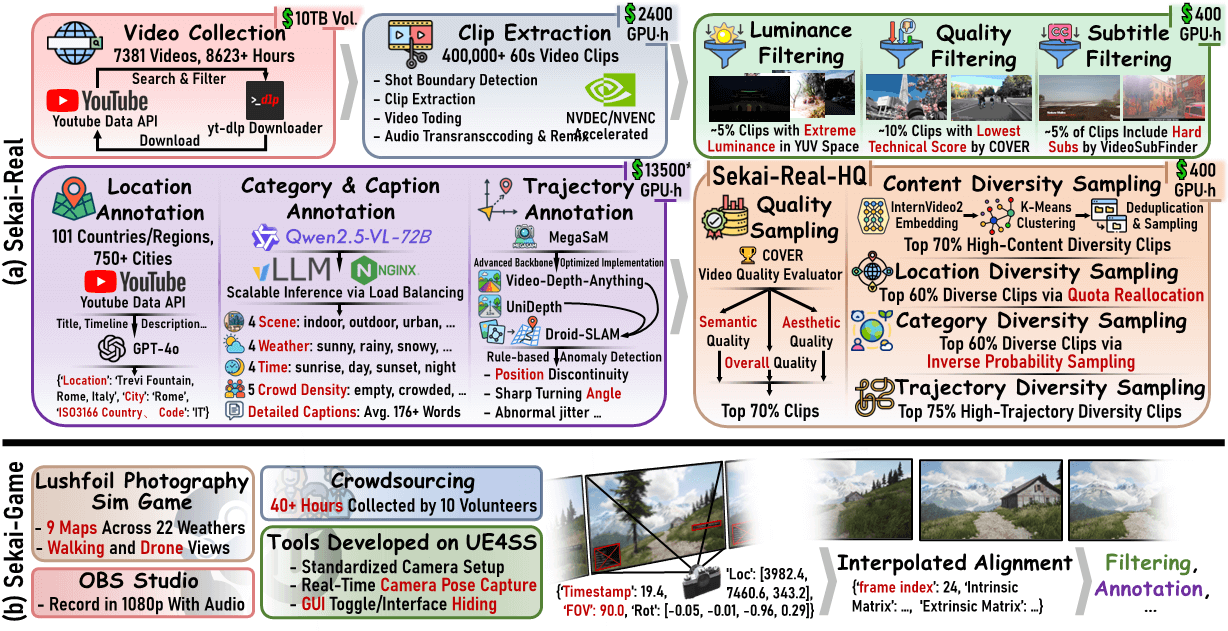 (a) Sekai-Real
Video Collection
$10TB Vol.
7381 Videos, 8623+ Hours
Search & Filter
YouTube
Youtube Data API
>_dlp
yt-dlp Downloader
Download
Clip Extraction
$2400
GPU·h
400,000+ 60s Video Clips
- Shot Boundary Detection
- Clip Extraction
- Video Toding
- Audio Transransccoding & Remix
NVDEC/NVENC
Accelerated
$400
GPU·h
Luminance
Filtering
~5% Clips with Extreme
Luminance in YUV Space
Quality
Filtering
~10% Clips with Lowest
Technical Score by COVER
CC
Subtitle
Filtering
~5% of Clips Include Hard
Subs by VideoSubFinder
$13500*
GPU·h
Location
Annotation
101 Countries/Regions,
750+ Cities
YouTube
Youtube Data API
Title, Timeline Description...
GPT-4o
{'Location': 'Trevi Fountain,
Rome, Italy', 'City': 'Rome',
'ISO3166 Country、 Code': 'IT'}
Category & Caption
Annotation
Qwen2.5-VL-72B
vLLM
NGINX
Scalable Inference via Load Balancing
4 Scene: indoor, outdoor, urban, ...
4 Weather: sunny, rainy, snowy, ...
4 Time: sunrise, day, sunset, night
5 Crowd Density: empty, crowded, ...
Detailed Captions: Avg. 176+ Words
Trajectory
Annotation
MegaSaM
Advanced Backbone Optimized Implementation
Video-Depth-Anything
UniDepth
Droid-SLAM
Rule-based Anomaly Detection
- Position Discontinuity
- Sharp Turning Angle
- Abnormal jitter ...
Sekai-Real-HQ
$400
GPU·h
Quality
Sampling
COVER
Video Quality Evaluator
Semantic
Quality
Aesthetic
Quality
Overall Quality
Top 70% Clips
Content Diversity Sampling
InternVideo2
Embedding
K-Means
Clustering
Deduplication
& Sampling
Top 70% High-Content Diversity Clips
Location Diversity Sampling
Top 60% Diverse Clips via Quota Reallocation
Category Diversity Sampling
Top 60% Diverse Clips via
Inverse Probability Sampling
Trajectory Diversity Sampling
Top 75% High-Trajectory Diversity Clips
(b) Sekai-Game
Lushfoil Photography
Sim Game
- 9 Maps Across 22 Weathers
- Walking and Drone Views
OBS Studio
- Record in 1080p With Audio
Crowdsourcing
40+ Hours Collected by 10 Volunteers
Tools Developed on UE4SS
- Standardized Camera Setup
- Real-Time Camera Pose Capture
- GUI Toggle/Interface Hiding
{'Timestamp': 19.4, 'Loc': [3982.4,
7460.6, 343.2],
'FOV': 90.0, 'Rot': [-0.05, -0.01, -0.96, 0.29]}
Interpolated Alignment
{'frame index': 24, 'Intrinsic
Matrix': ..., 'Extrinsic Matrix': ...}
Filtering,
Annotation,
...